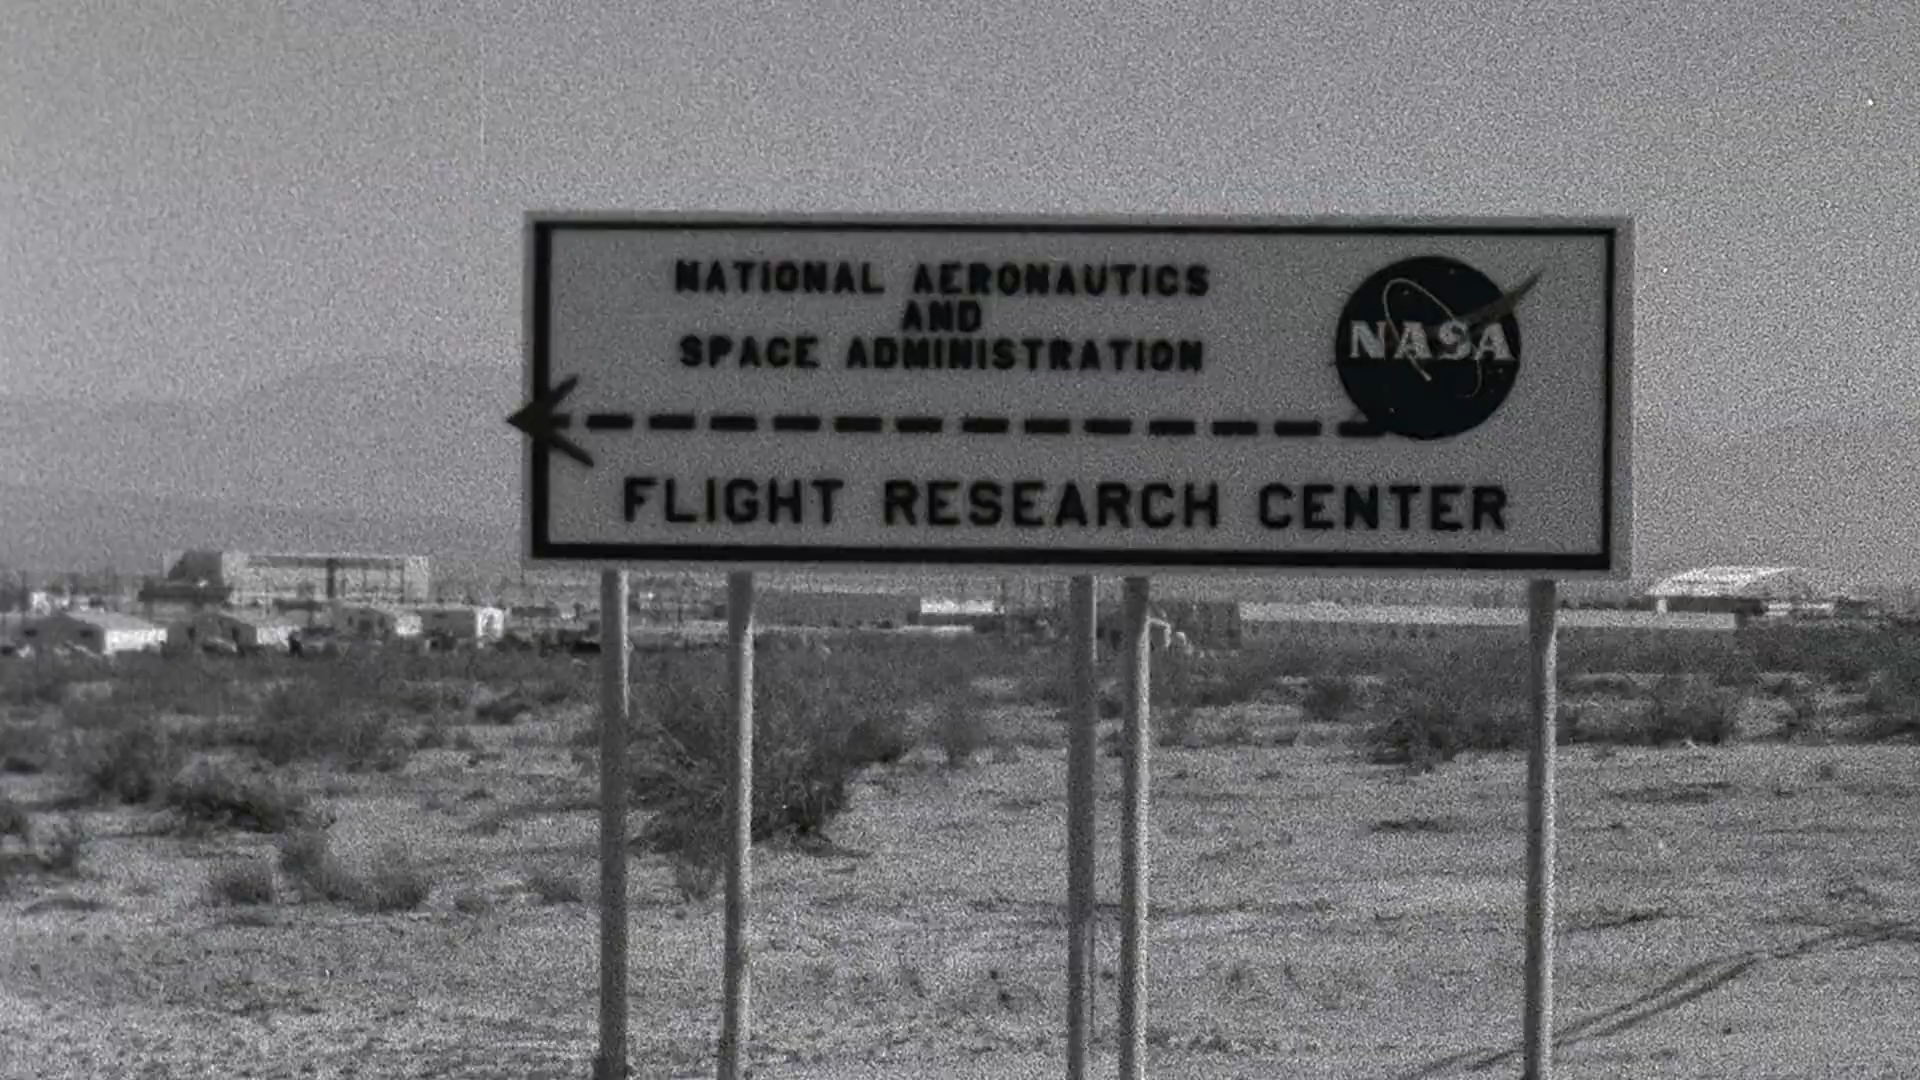 NATIONAL AERONAUTICS
AND
SPACE ADMINISTRATION
NASA
FLIGHT RESEARCH CENTER